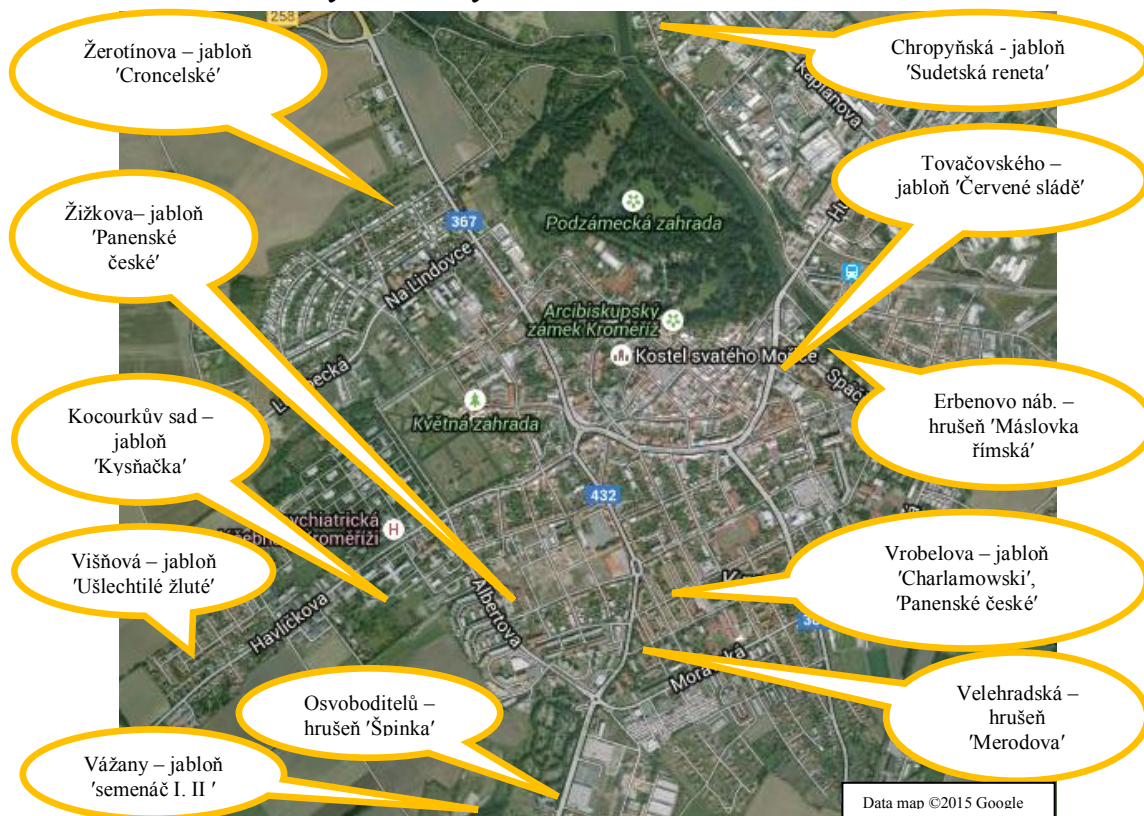 258
Žerotínova – jabloň
'Croncelské'
Chropyňská - jabloň
'Sudetská reneta'
Kaplanova
Tovačovského –
jabloň 'Červené sládě'
Žižkova– jabloň
'Panenské
české'
367
Podzámecká zahrada
Na Lindovce
Arcibiskupský
zámek Kroměříž
Kostel svatého Mořice
Květná zahrada
Erbenovo náb. –
hrušeň 'Máslovka
římská'
Kocourkův sad –
jabloň
'Kysňačka'
432
H
Višňová – jabloň
'Ušlechtilé žluté'
Vrobelova – jabloň
'Charlamowski',
'Panenské české'
Havlíčkova
Albertova
Osvoboditelů –
hrušeň 'Špinka'
Velehradská –
hrušeň
'Merodova'
Vážany – jabloň
'semenáč I. II '
Data map ©2015 Google